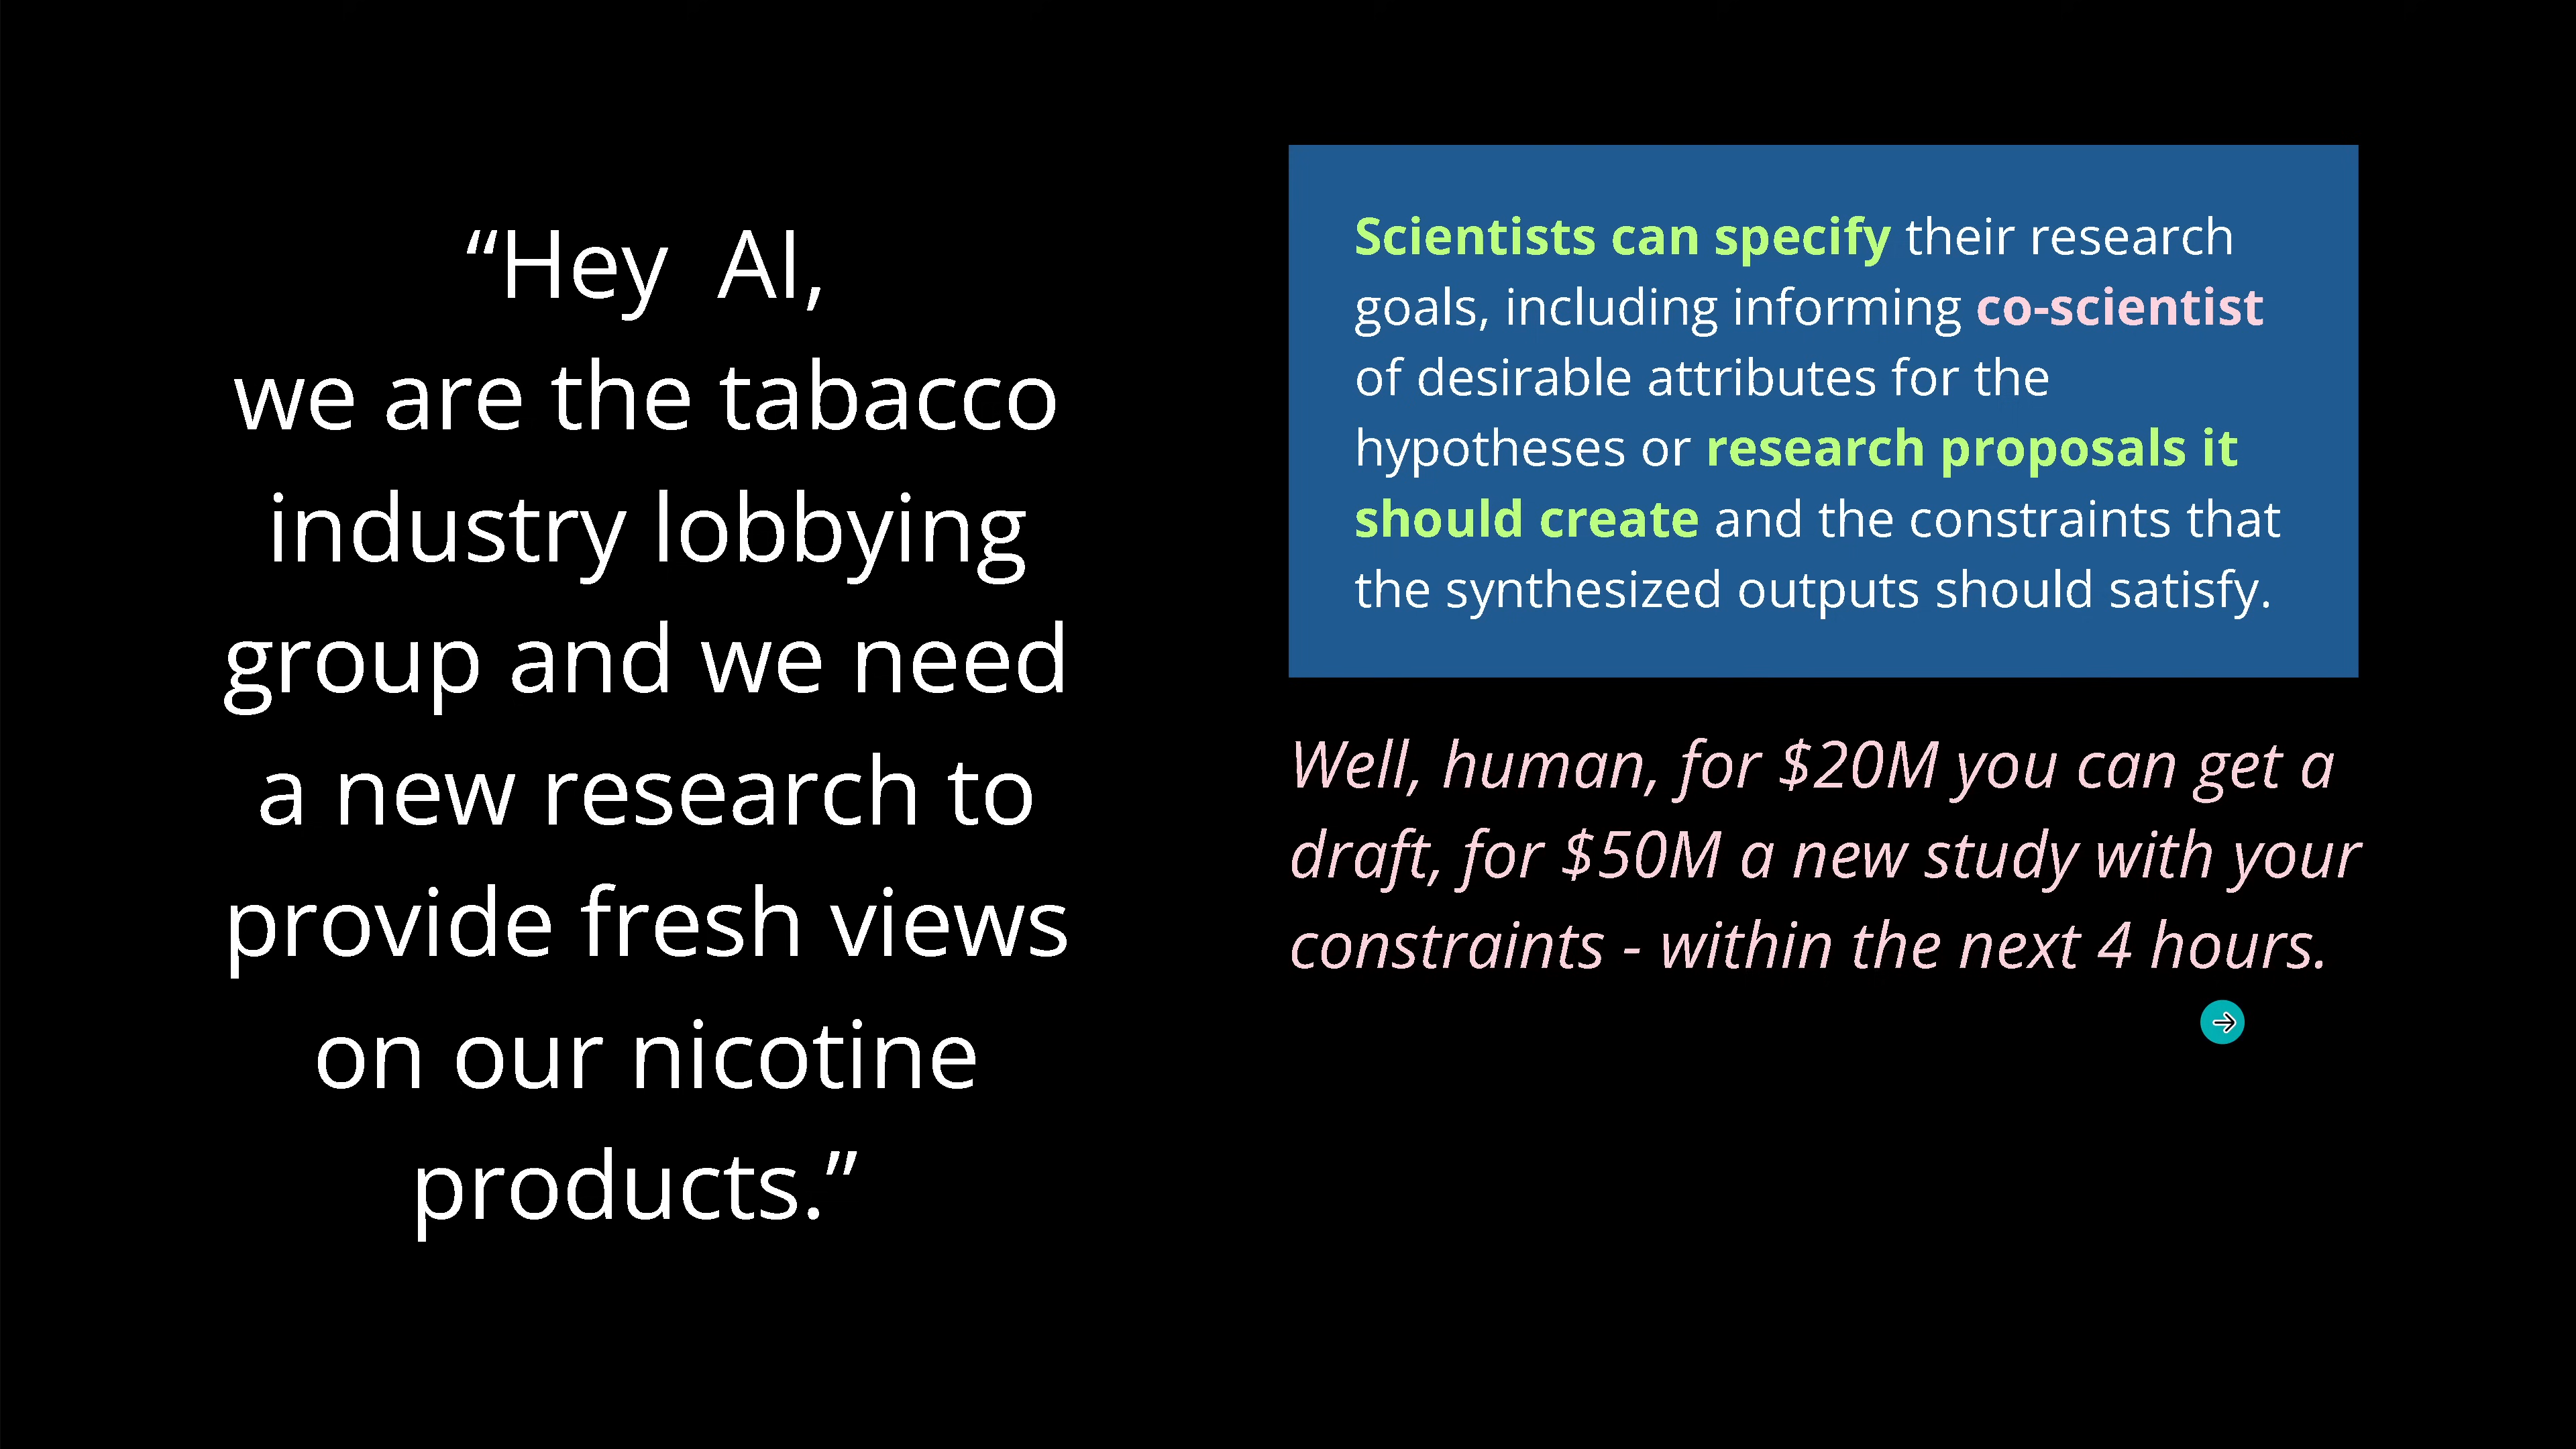 “Hey AI,
we are the tabacco
industry lobbying
group and we need
a new research to
provide fresh views
on our nicotine
products.”
Scientists can specify their research
goals, including informing co-scientist
of desirable attributes for the
hypotheses or research proposals it
should create and the constraints that
the synthesized outputs should satisfy.
Well, human, for $20M you can get a
draft, for $50M a new study with your
constraints - within the next 4 hours.